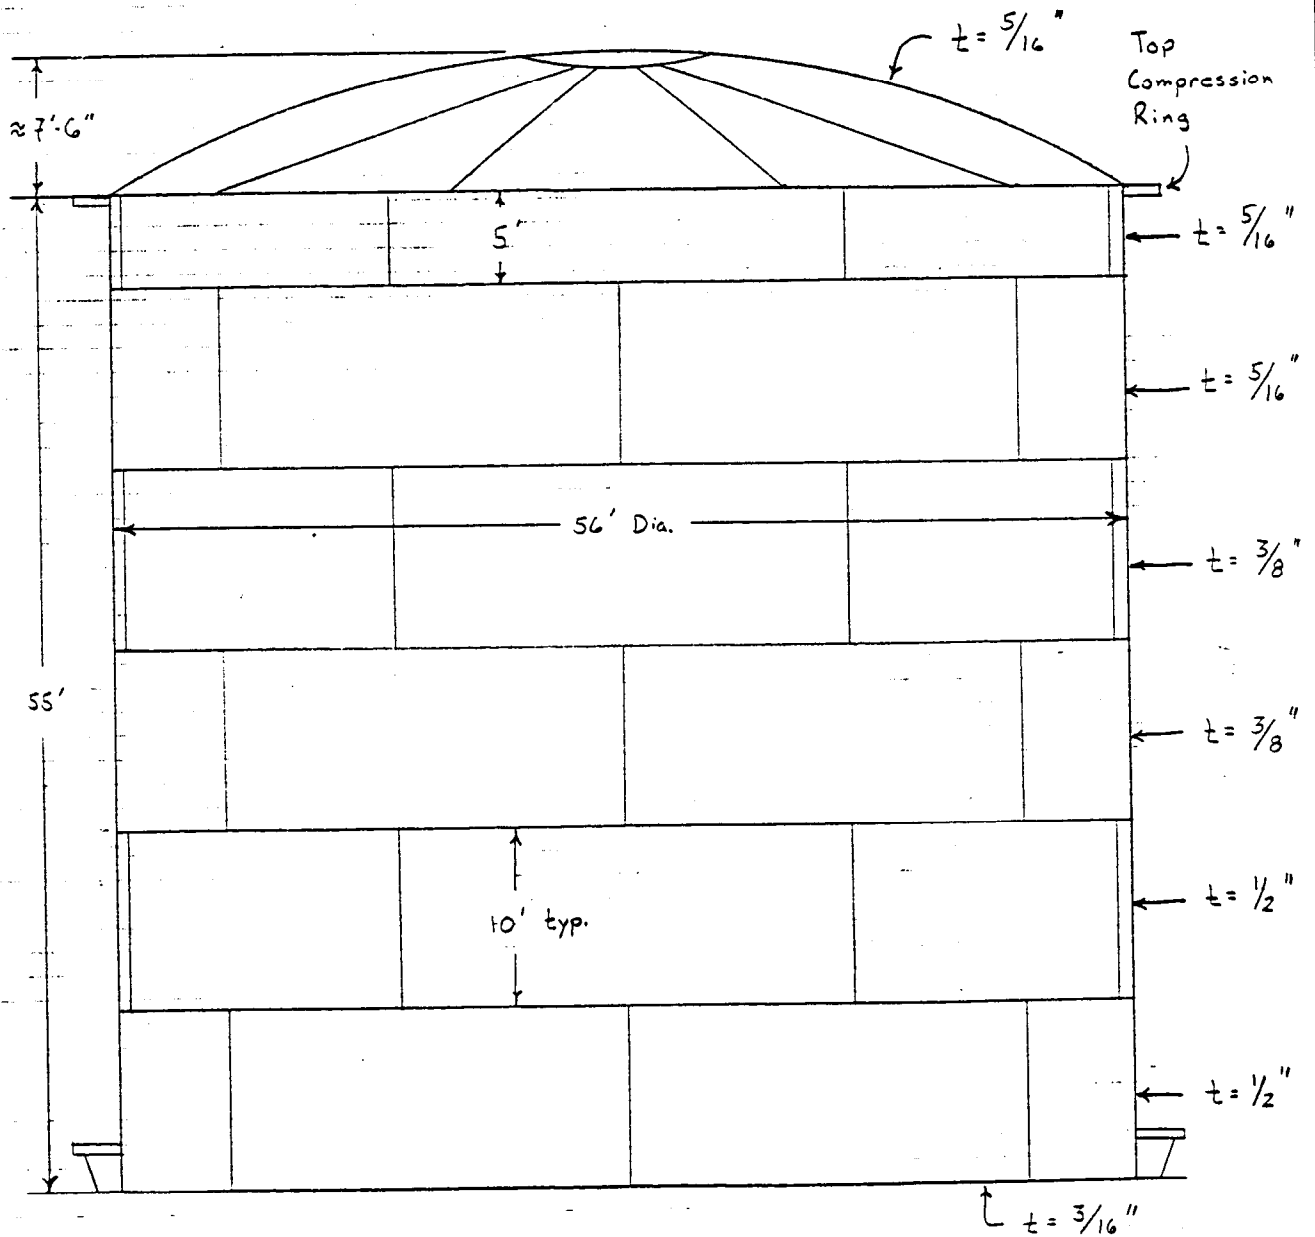 t = 5/16"
Top
Compression
Ring
≈ 7'-6"
5'
t = 5/16"
t = 5/16"
56' Dia.
t = 3/8"
55'
t = 3/8"
10' typ.
t = 1/2"
t = 1/2"
t = 3/16"